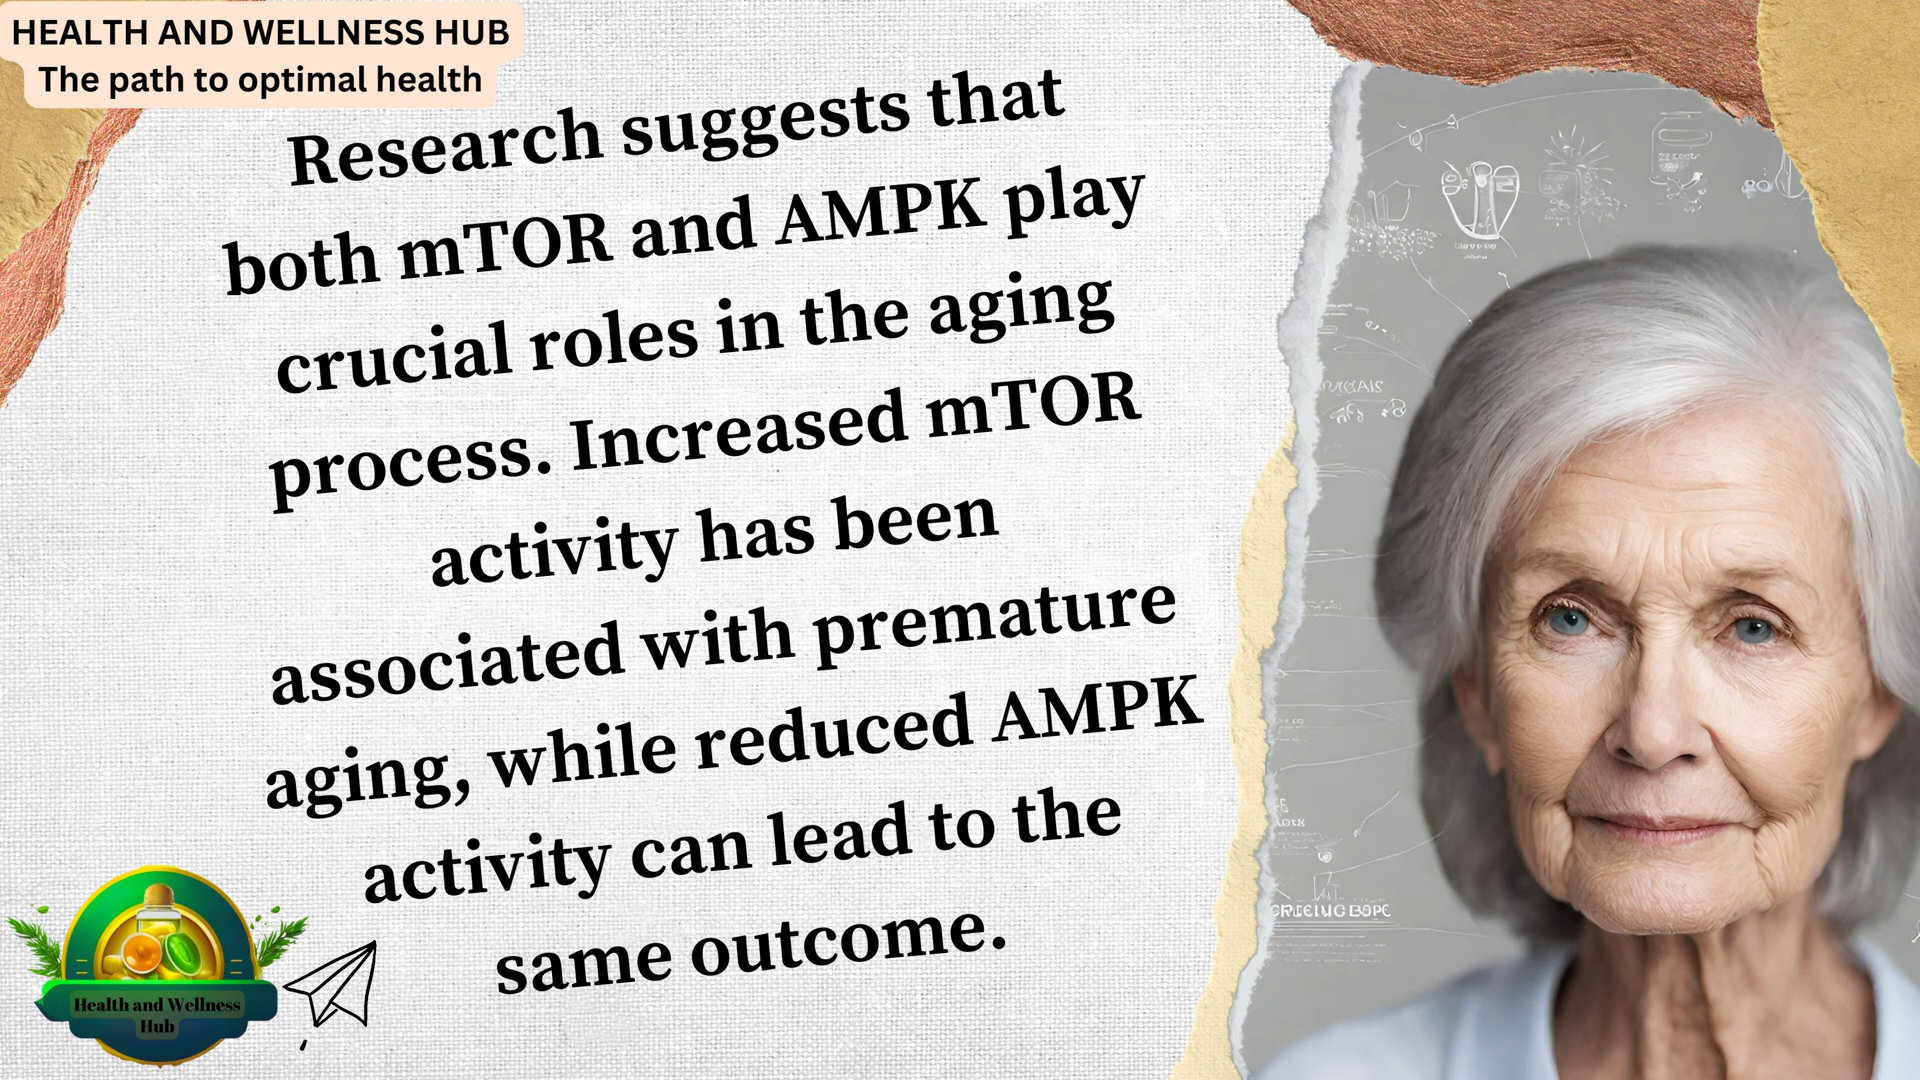 HEALTH AND WELLNESS HUB
The path to optimal health
Research suggests that
both mTOR and AMPK play
crucial roles in the aging
process. Increased mTOR
activity has been
associated with premature
aging, while reduced AMPK
activity can lead to the
same outcome.
Health and Wellness
Hub